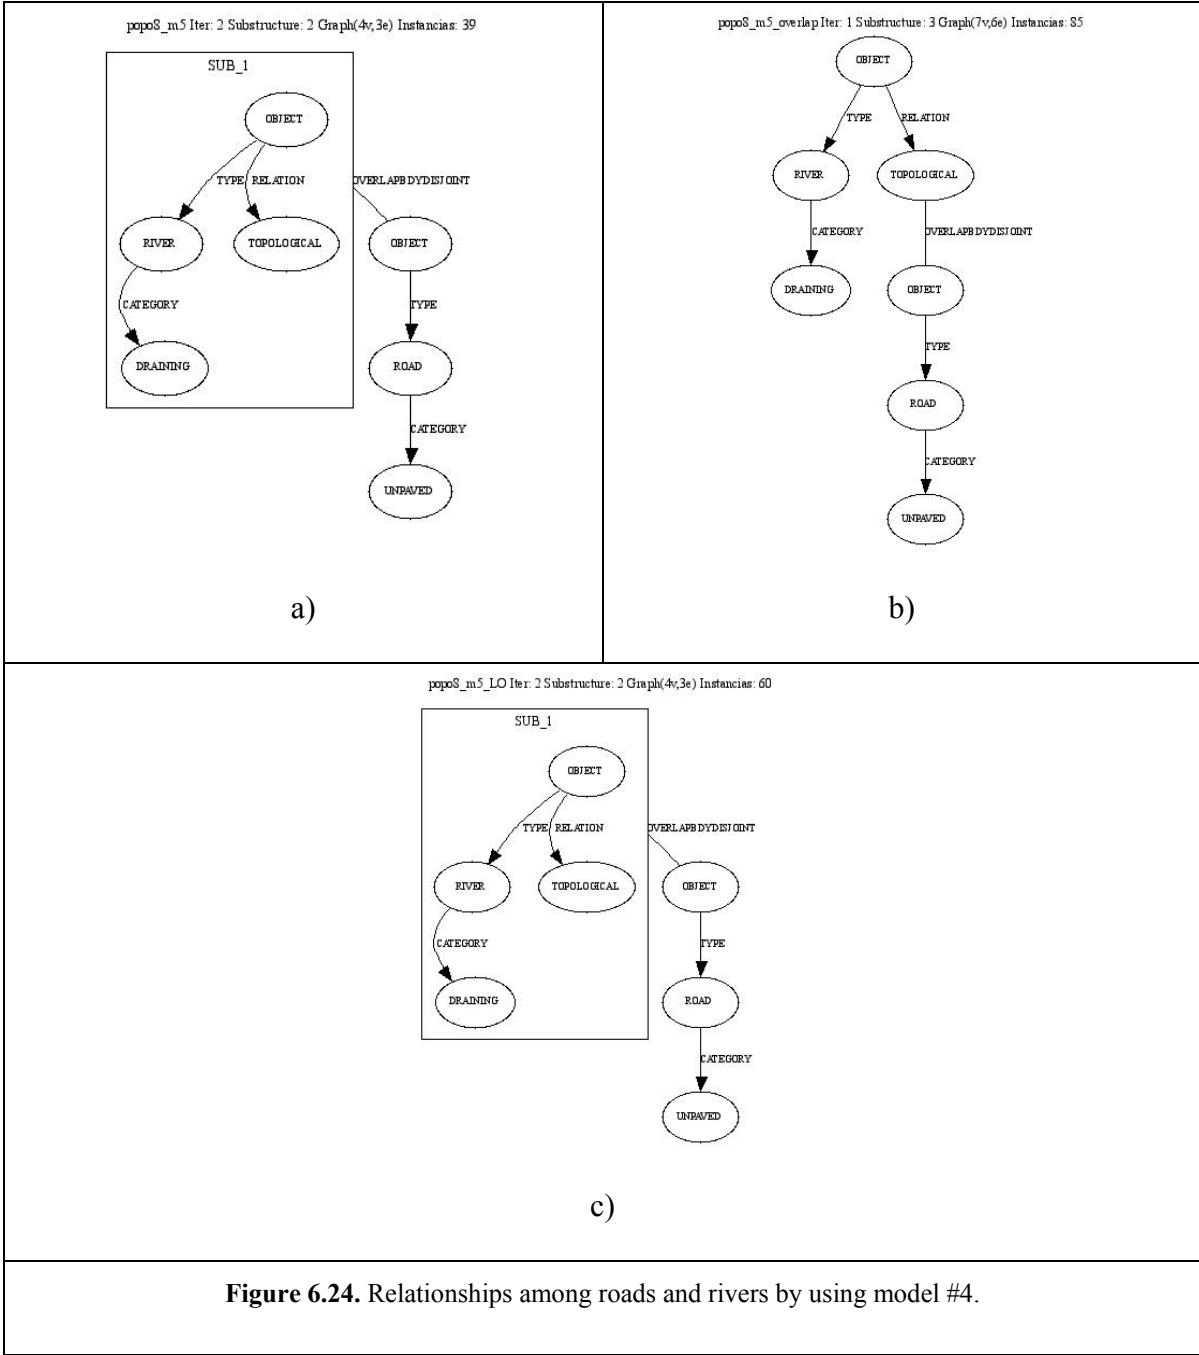 popo8_m5 Iter: 2 Substructure: 2 Graph(4v,3e) Instancias: 39
SUB_1
OBJECT
TYPE RELATION OVERLAPBDYDISJOINT
RIVER TOPOLOGICAL OBJECT
CATEGORY TYPE
DRAINING ROAD
CATEGORY
UNPAVED
a)
popo8_m5_overlap Iter: 1 Substructure: 3 Graph(7v,6e) Instancias: 85
OBJECT
TYPE RELATION
RIVER TOPOLOGICAL
CATEGORY OVERLAPBDYDISJOINT
DRAINING OBJECT
TYPE
ROAD
CATEGORY
UNPAVED
b)
popo8_m5_LO Iter: 2 Substructure: 2 Graph(4v,3e) Instancias: 60
SUB_1
OBJECT
TYPE RELATION OVERLAPBDYDISJOINT
RIVER TOPOLOGICAL OBJECT
CATEGORY TYPE
DRAINING ROAD
CATEGORY
UNPAVED
c)
Figure 6.24. Relationships among roads and rivers by using model #4.